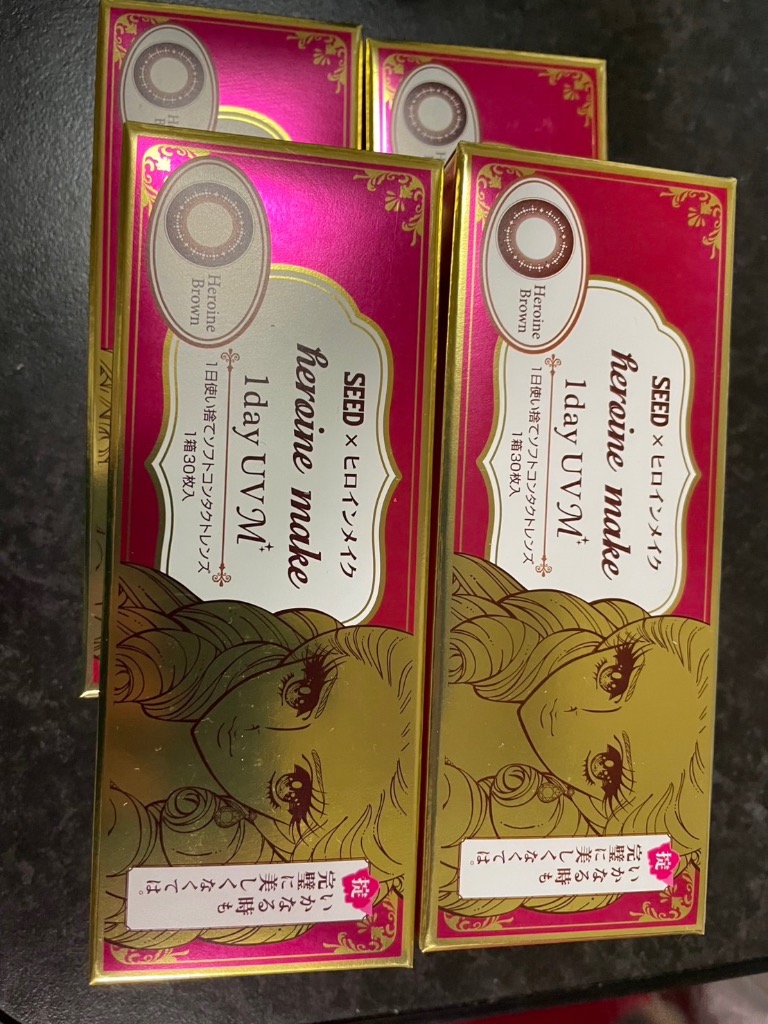 Heroine
Brown
SEED × ヒロインメイク
heroine make
1day UV M
1日使い捨てソフトコンタクトレンズ
1箱30枚入
掟
いかなる時も
完璧に美しくなくては。
Heroine
Brown
SEED × ヒロインメイク
heroine make
1day UV M
1日使い捨てソフトコンタクトレンズ
1箱30枚入
掟
いかなる時も
完璧に美しくなくては。